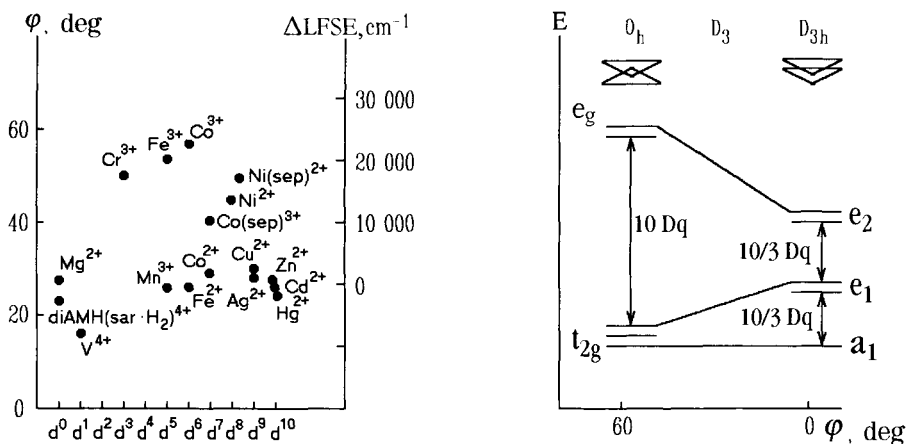 φ, deg
ΔLFSE, cm⁻¹
60
40
20
0
30 000
20 000
10 000
0
Co³⁺
Fe³⁺
Cr³⁺
Ni(sep)²⁺
Ni²⁺
Co(sep)³⁺
Mg²⁺
Co²⁺
Cu²⁺
Zn²⁺
Mn³⁺
Fe²⁺
Ag²⁺
Cd²⁺
Hg²⁺
diAMH(sar·H₂)⁴⁺
V⁴⁺
d⁰ d¹ d² d³ d⁴ d⁵ d⁶ d⁷ d⁸ d⁹ d¹⁰
E
O_h D₃ D_3h
e_g
10 Dq
e₂
10/3 Dq
e₁
10/3 Dq
t_2g
a₁
60 0 φ, deg